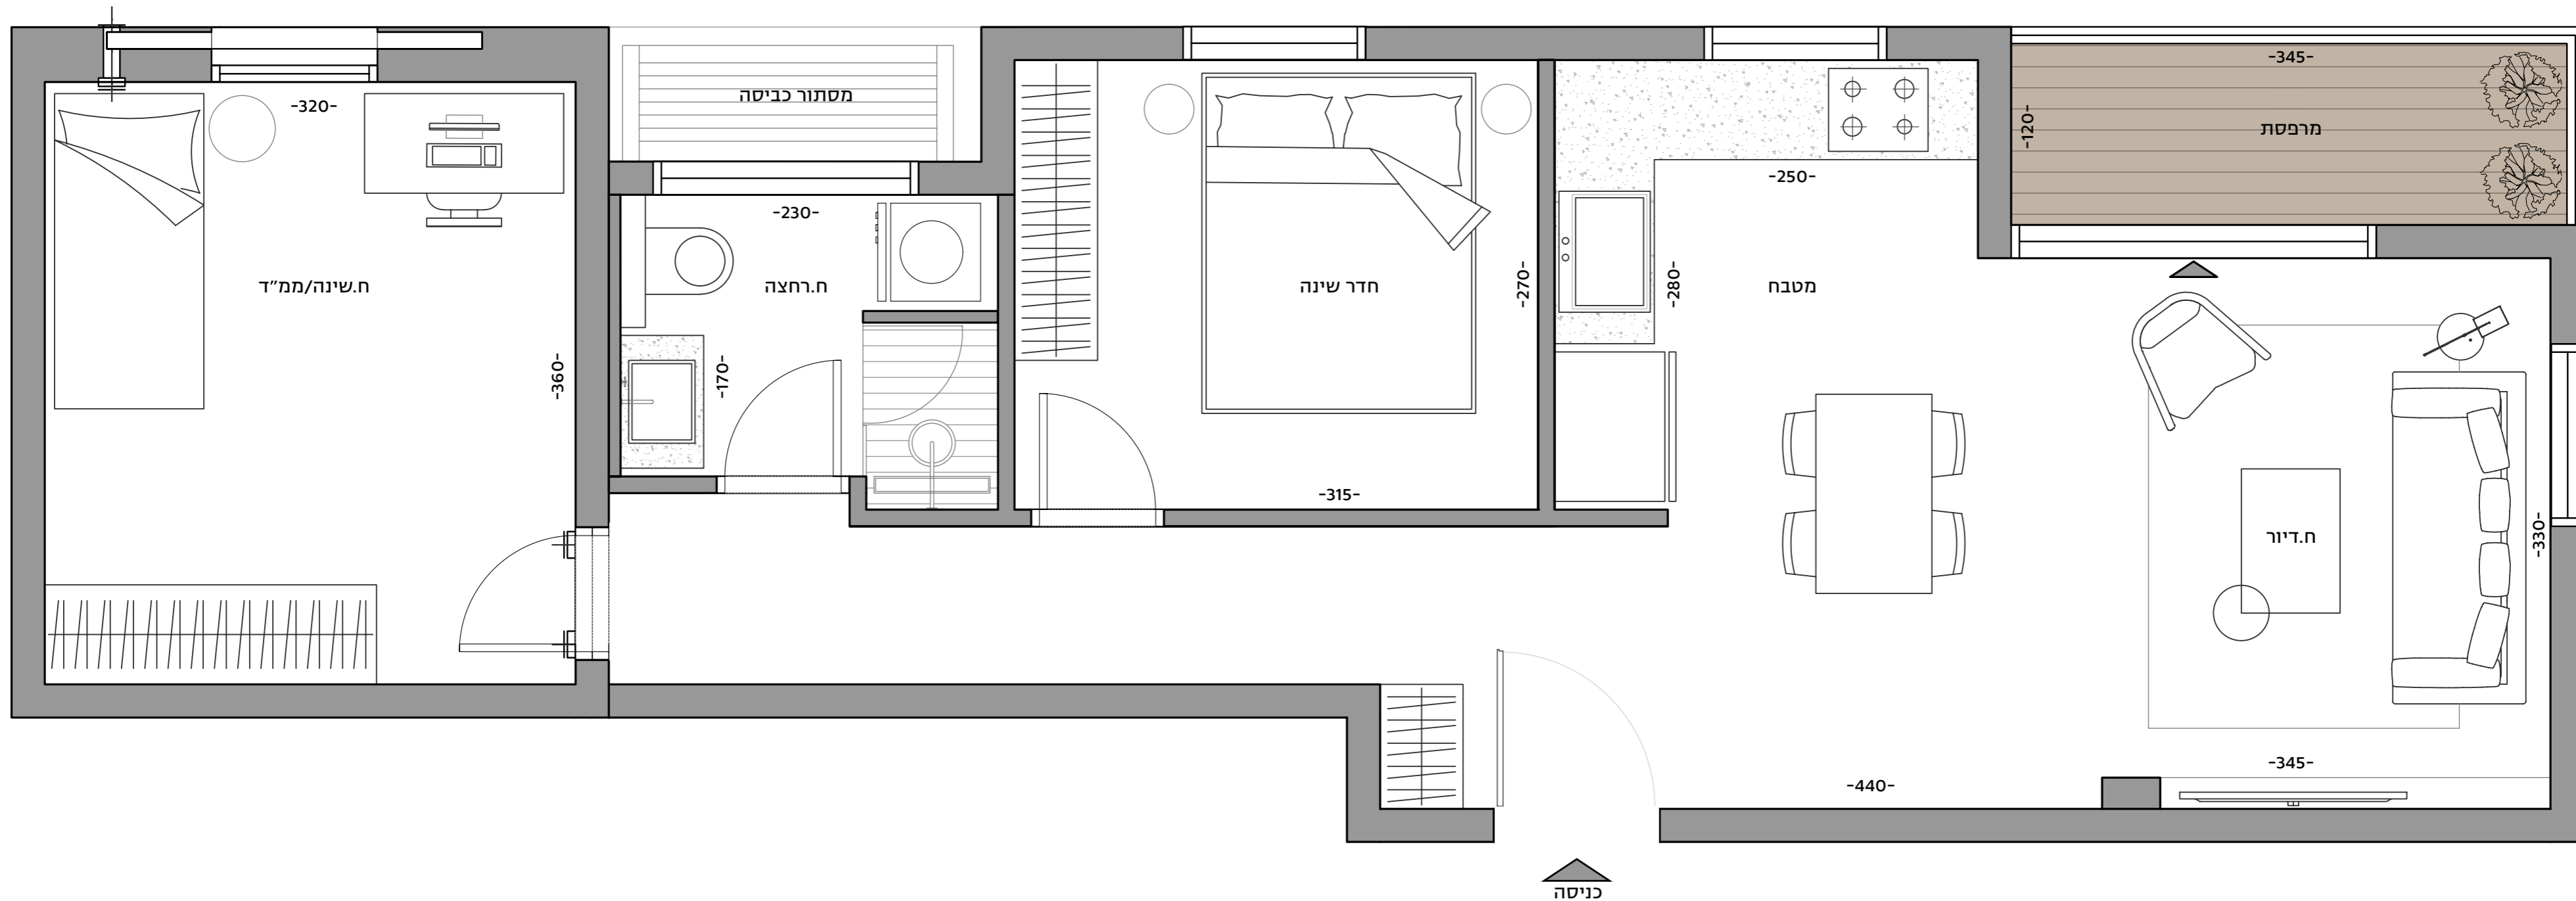 -345-
מסתור כביסה
-320-
-120-
מרפסת
-250-
-230-
ח.שינה/ממ״ד
ח.רחצה
חדר שינה
-270-
-280-
מטבח
-360-
-170-
-315-
ח.דיור
-330-
-345-
-440-
כניסה